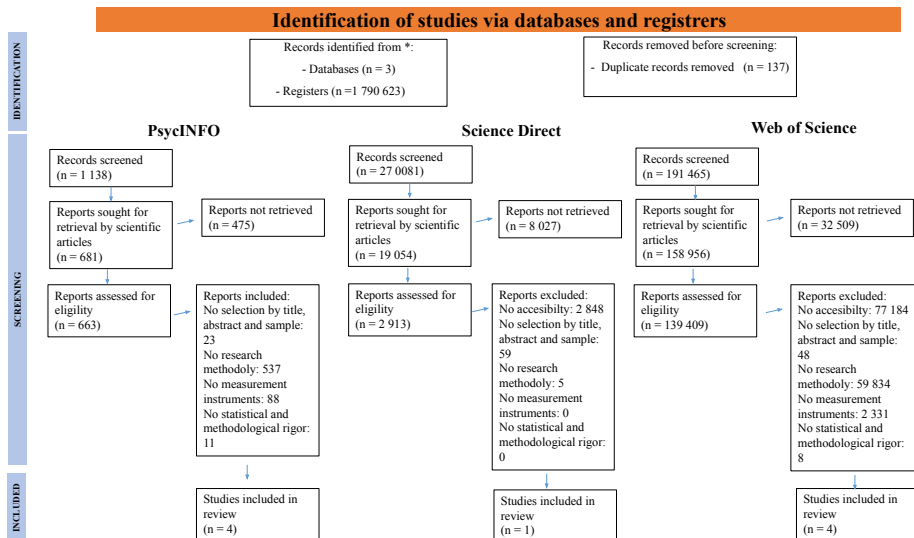 Identification of studies via databases and registrers
IDENTIFICATION
Records identified from *:
- Databases (n = 3)
- Registers (n =1 790 623)
Records removed before screening:
- Duplicate records removed (n = 137)
SCREENING
PsycINFO
Records screened
(n = 1 138)
Reports sought for
retrieval by scientific
articles
(n = 681)
Reports not retrieved
(n = 475)
Reports assessed for
eligility
(n = 663)
Reports included:
No selection by title,
abstract and sample:
23
No research
methodoly: 537
No measurement
instruments: 88
No statistical and
methodological rigor:
11
Science Direct
Records screened
(n = 27 0081)
Reports sought for
retrieval by scientific
articles
(n = 19 054)
Reports not retrieved
(n = 8 027)
Reports assessed for
eligility
(n = 2 913)
Reports excluded:
No accesibilty: 2 848
No selection by title,
abstract and sample:
59
No research
methodoly: 5
No measurement
instruments: 0
No statistical and
methodological rigor:
0
Web of Science
Records screened
(n = 191 465)
Reports sought for
retrieval by scientific
articles
(n = 158 956)
Reports not retrieved
(n = 32 509)
Reports assessed for
eligility
(n = 139 409)
Reports excluded:
No accesibilty: 77 184
No selection by title,
abstract and sample:
48
No research
methodoly: 59 834
No measurement
instruments: 2 331
No statistical and
methodological rigor:
8
INCLUDED
Studies included in
review
(n = 4)
Studies included in
review
(n = 1)
Studies included in
review
(n = 4)